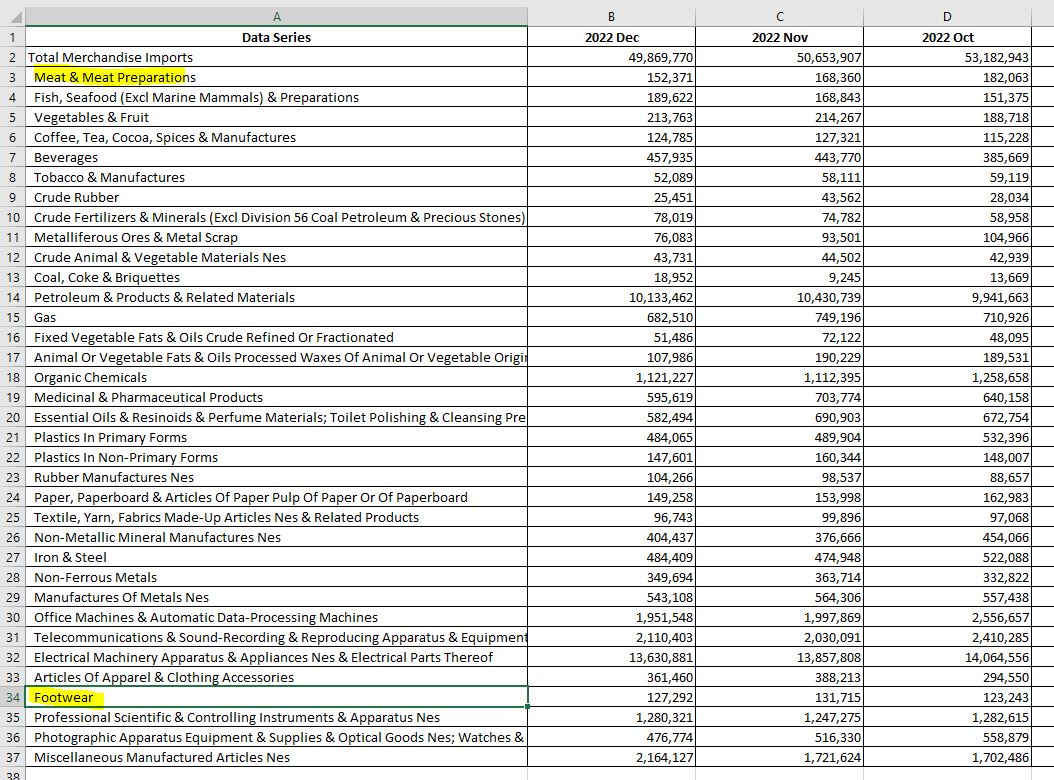 A B C D
1 Data Series 2022 Dec 2022 Nov 2022 Oct
2 Total Merchandise Imports 49,869,770 50,653,907 53,182,943
3 Meat & Meat Preparations 152,371 168,360 182,063
4 Fish, Seafood (Excl Marine Mammals) & Preparations 189,622 168,843 151,375
5 Vegetables & Fruit 213,763 214,267 188,718
6 Coffee, Tea, Cocoa, Spices & Manufactures 124,785 127,321 115,228
7 Beverages 457,935 443,770 385,669
8 Tobacco & Manufactures 52,089 58,111 59,119
9 Crude Rubber 25,451 43,562 28,034
10 Crude Fertilizers & Minerals (Excl Division 56 Coal Petroleum & Precious Stones) 78,019 74,782 58,958
11 Metalliferous Ores & Metal Scrap 76,083 93,501 104,966
12 Crude Animal & Vegetable Materials Nes 43,731 44,502 42,939
13 Coal, Coke & Briquettes 18,952 9,245 13,669
14 Petroleum & Products & Related Materials 10,133,462 10,430,739 9,941,663
15 Gas 682,510 749,196 710,926
16 Fixed Vegetable Fats & Oils Crude Refined Or Fractionated 51,486 72,122 48,095
17 Animal Or Vegetable Fats & Oils Processed Waxes Of Animal Or Vegetable Origin 107,986 190,229 189,531
18 Organic Chemicals 1,121,227 1,112,395 1,258,658
19 Medicinal & Pharmaceutical Products 595,619 703,774 640,158
20 Essential Oils & Resinoids & Perfume Materials; Toilet Polishing & Cleansing Pre 582,494 690,903 672,754
21 Plastics In Primary Forms 484,065 489,904 532,396
22 Plastics In Non-Primary Forms 147,601 160,344 148,007
23 Rubber Manufactures Nes 104,266 98,537 88,657
24 Paper, Paperboard & Articles Of Paper Pulp Of Paper Or Of Paperboard 149,258 153,998 162,983
25 Textile, Yarn, Fabrics Made-Up Articles Nes & Related Products 96,743 99,896 97,068
26 Non-Metallic Mineral Manufactures Nes 404,437 376,666 454,066
27 Iron & Steel 484,409 474,948 522,088
28 Non-Ferrous Metals 349,694 363,714 332,822
29 Manufactures Of Metals Nes 543,108 564,306 557,438
30 Office Machines & Automatic Data-Processing Machines 1,951,548 1,997,869 2,556,657
31 Telecommunications & Sound-Recording & Reproducing Apparatus & Equipment 2,110,403 2,030,091 2,410,285
32 Electrical Machinery Apparatus & Appliances Nes & Electrical Parts Thereof 13,630,881 13,857,808 14,064,556
33 Articles Of Apparel & Clothing Accessories 361,460 388,213 294,550
34 Footwear 127,292 131,715 123,243
35 Professional Scientific & Controlling Instruments & Apparatus Nes 1,280,321 1,247,275 1,282,615
36 Photographic Apparatus Equipment & Supplies & Optical Goods Nes; Watches & 476,774 516,330 558,879
37 Miscellaneous Manufactured Articles Nes 2,164,127 1,721,624 1,702,486
38